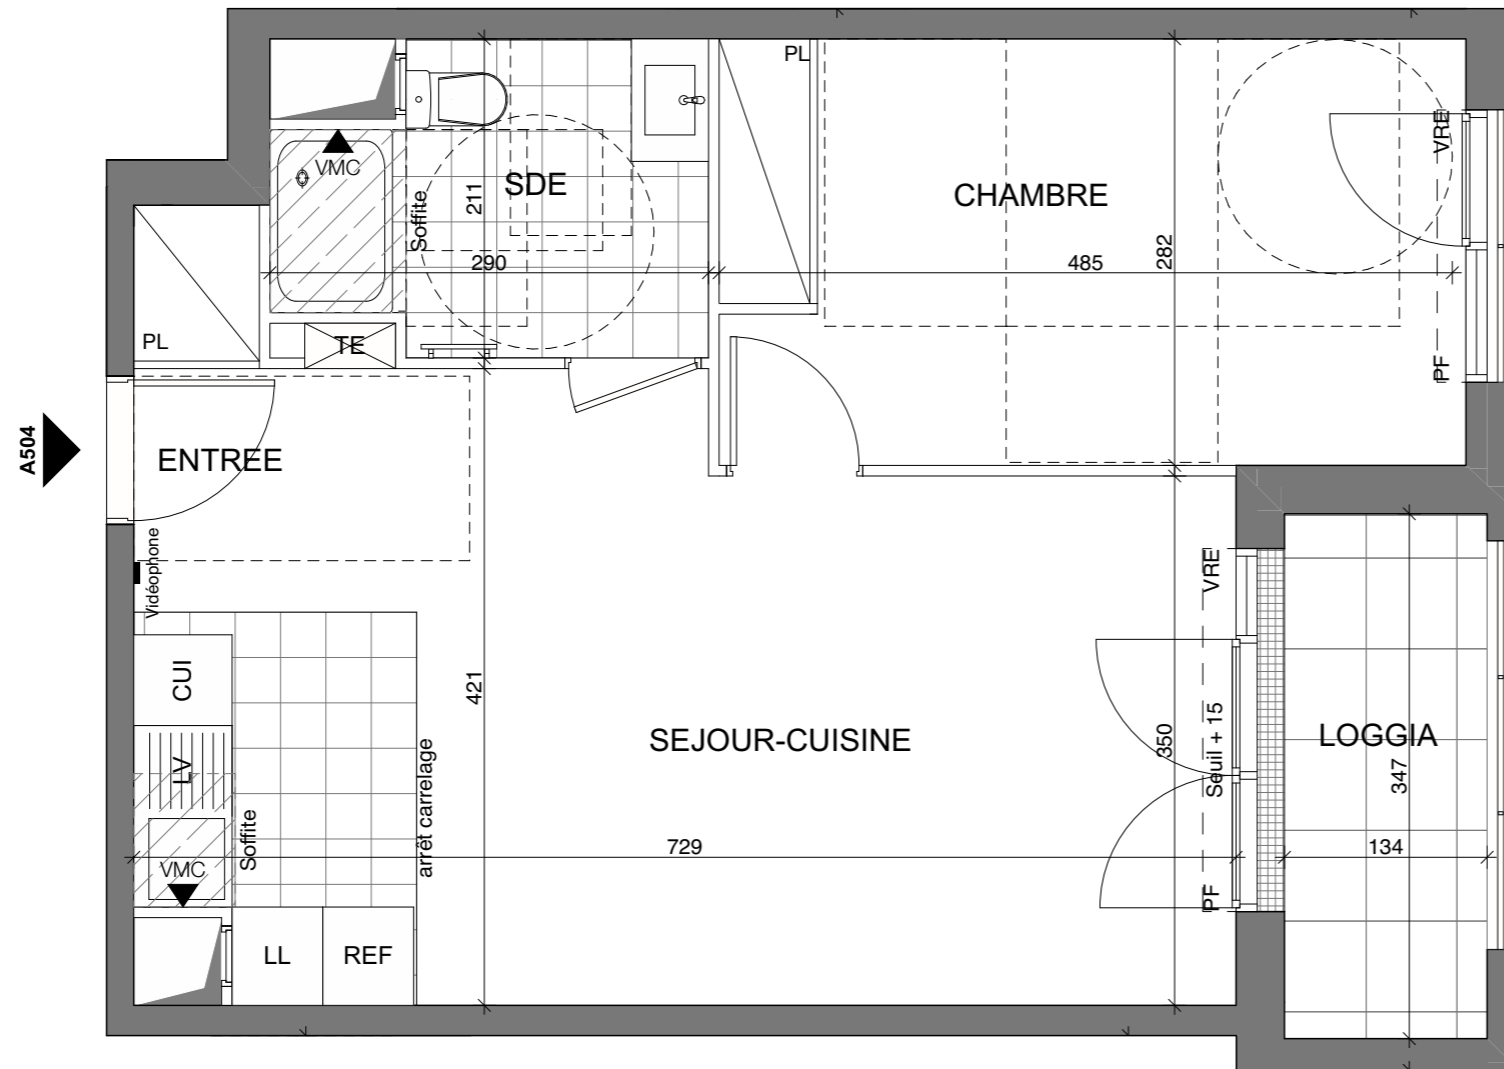 PL
VMC
SDE
Soffite
211
290
CHAMBRE
485
282
VRE
PF
PL
TE
A504
ENTREE
Vidéophone
CUI
LV
VMC
Soffite
arrêt carrelage
LL
REF
421
SEJOUR-CUISINE
729
350
VRE
Seuil + 15
PF
LOGGIA
347
134